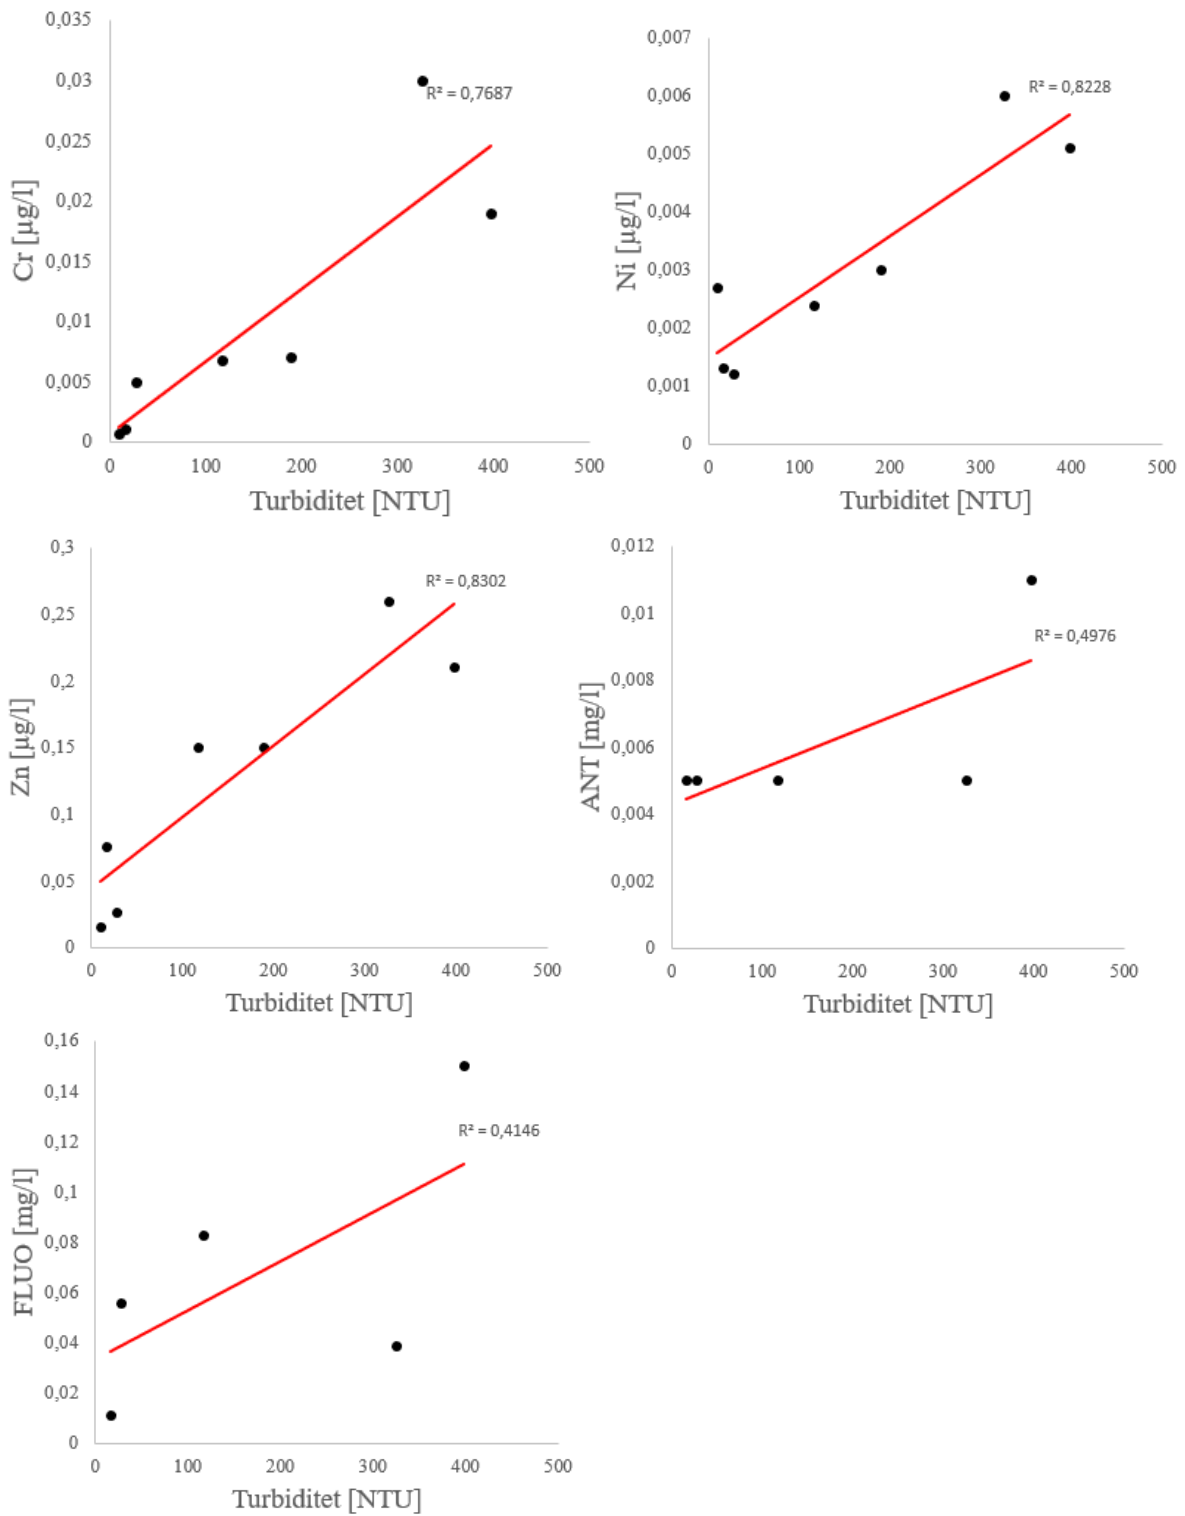 0,035
0,03
0,025
0,02
0,015
0,01
0,005
0
Cr [µg/l]
R² = 0,7687
0 100 200 300 400 500
Turbiditet [NTU]
0,007
0,006
0,005
0,004
0,003
0,002
0,001
0
Ni [µg/l]
R² = 0,8228
0 100 200 300 400 500
Turbiditet [NTU]
0,3
0,25
0,2
0,15
0,1
0,05
0
Zn [µg/l]
R² = 0,8302
0 100 200 300 400 500
Turbiditet [NTU]
0,012
0,01
0,008
0,006
0,004
0,002
0
ANT [mg/l]
R² = 0,4976
0 100 200 300 400 500
Turbiditet [NTU]
0,16
0,14
0,12
0,1
0,08
0,06
0,04
0,02
0
FLUO [mg/l]
R² = 0,4146
0 100 200 300 400 500
Turbiditet [NTU]